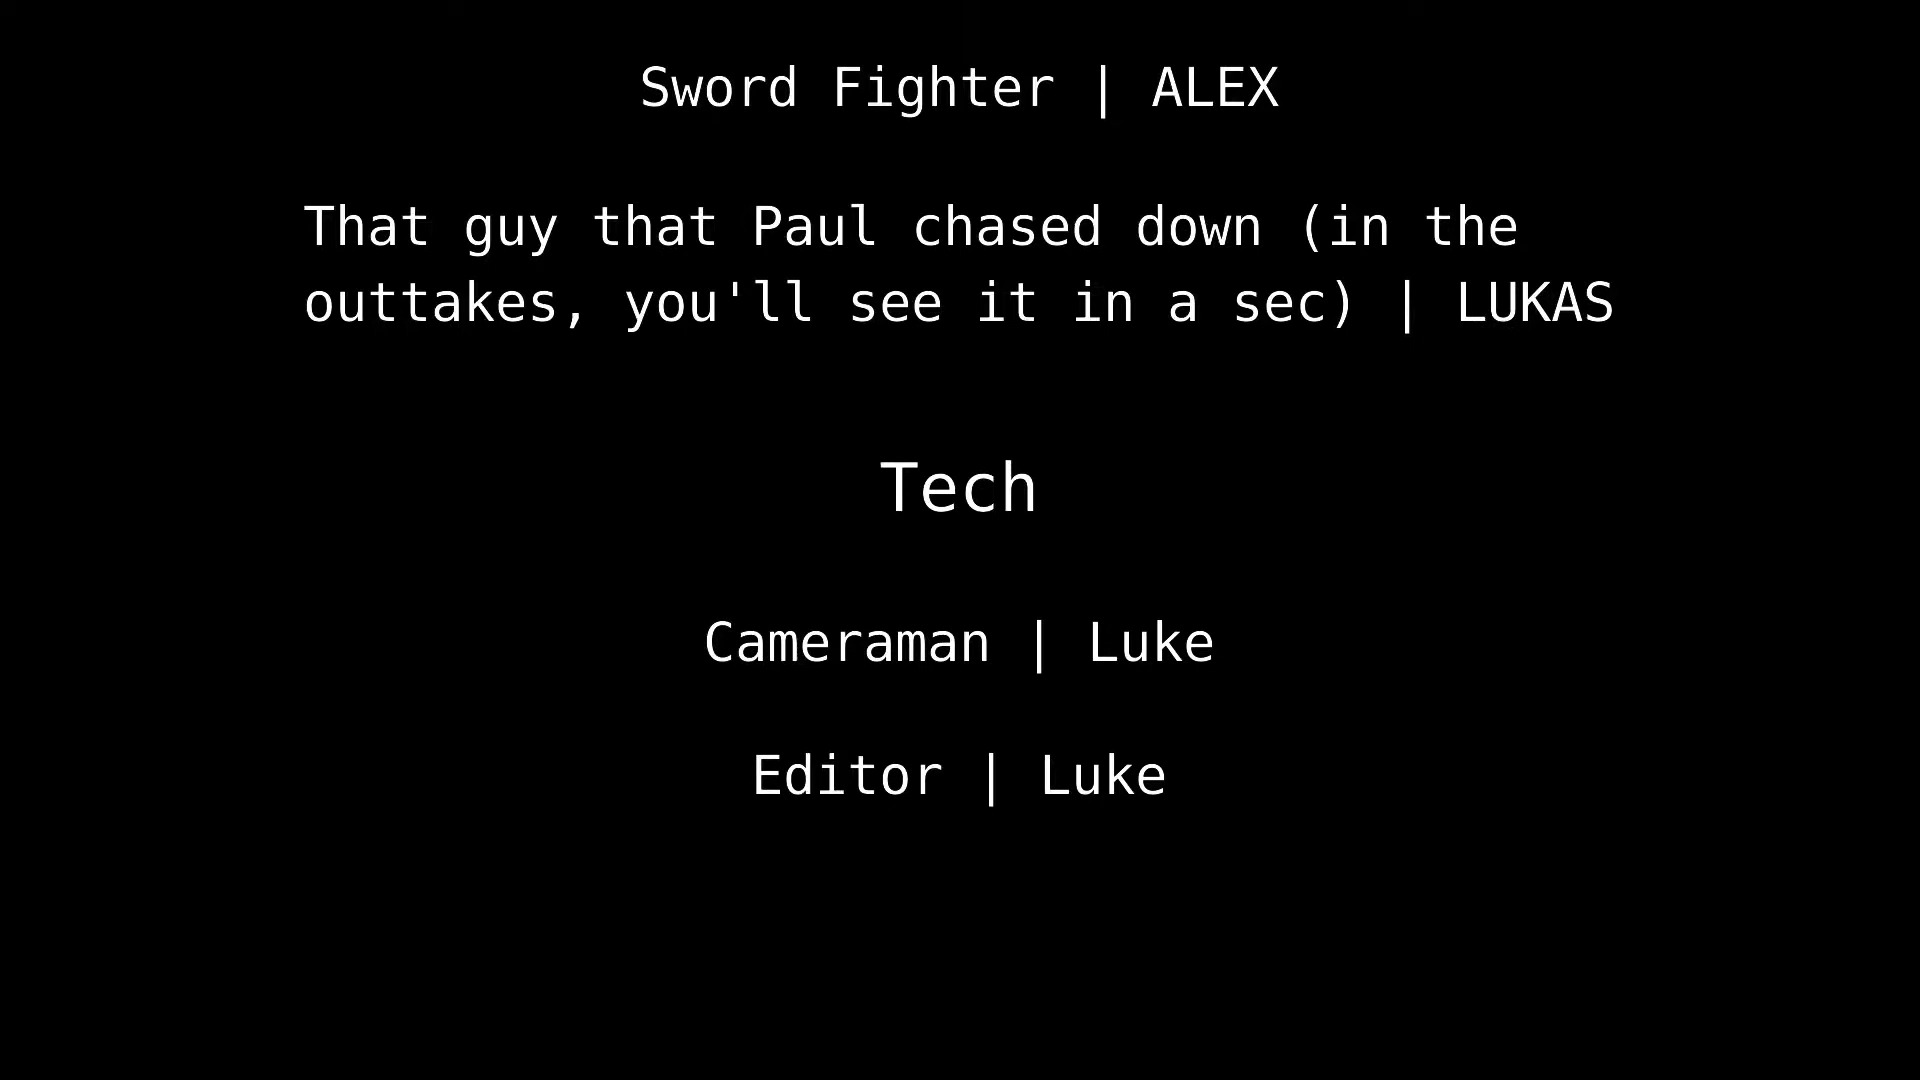 Sword Fighter | ALEX
That guy that Paul chased down (in the
outtakes, you'll see it in a sec) | LUKAS
Tech
Cameraman | Luke
Editor | Luke